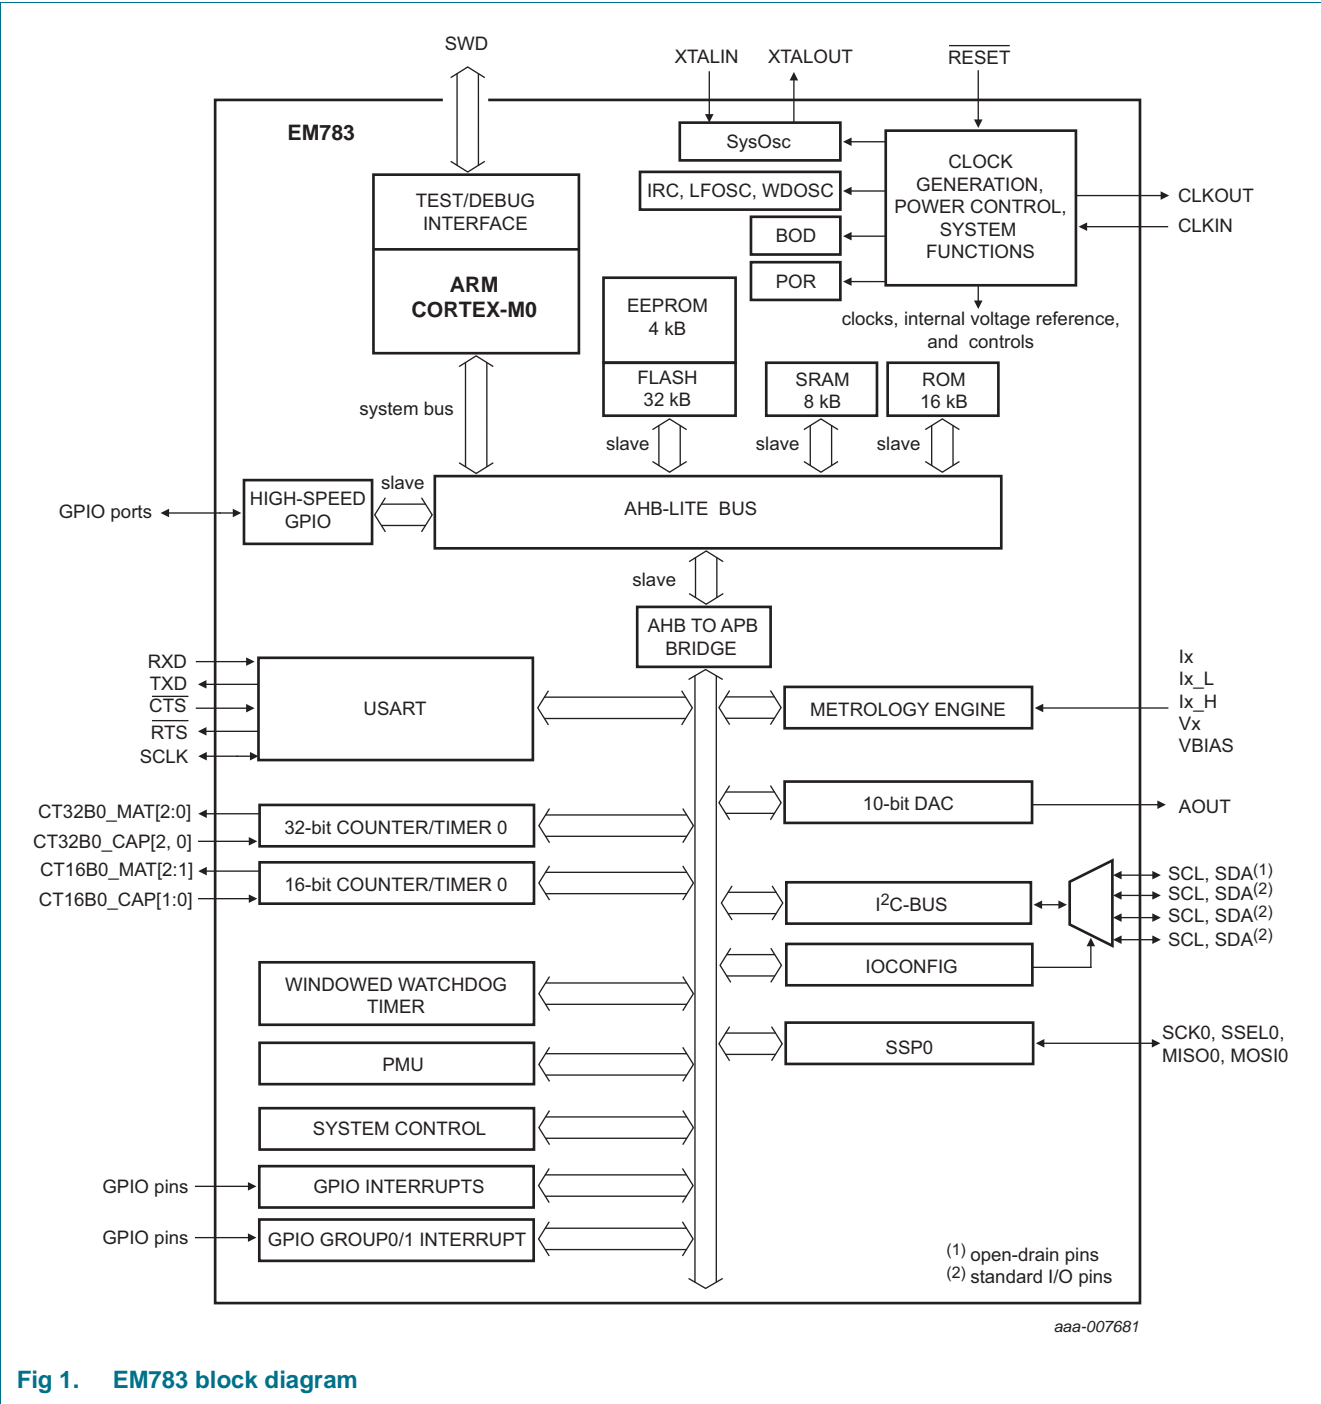 SWD
XTALIN XTALOUT RESET
EM783
SysOsc
CLOCK
GENERATION,
POWER CONTROL,
SYSTEM
FUNCTIONS
IRC, LFOSC, WDOSC
BOD
POR
CLKOUT
CLKIN
TEST/DEBUG
INTERFACE
ARM
CORTEX-M0
clocks, internal voltage reference,
and controls
EEPROM
4 kB
FLASH
32 kB
SRAM
8 kB
ROM
16 kB
system bus
slave slave slave
GPIO ports
HIGH-SPEED
GPIO
slave
AHB-LITE BUS
slave
AHB TO APB
BRIDGE
RXD
TXD
CTS
RTS
SCLK
USART
METROLOGY ENGINE
Ix
Ix_L
Ix_H
Vx
VBIAS
CT32B0_MAT[2:0]
CT32B0_CAP[2, 0]
32-bit COUNTER/TIMER 0
10-bit DAC
AOUT
CT16B0_MAT[2:1]
CT16B0_CAP[1:0]
16-bit COUNTER/TIMER 0
I2C-BUS
SCL, SDA(1)
SCL, SDA(2)
SCL, SDA(2)
SCL, SDA(2)
IOCONFIG
WINDOWED WATCHDOG
TIMER
SSP0
SCK0, SSEL0,
MISO0, MOSI0
PMU
SYSTEM CONTROL
GPIO pins
GPIO INTERRUPTS
GPIO pins
GPIO GROUP0/1 INTERRUPT
(1) open-drain pins
(2) standard I/O pins
aaa-007681
Fig 1. EM783 block diagram